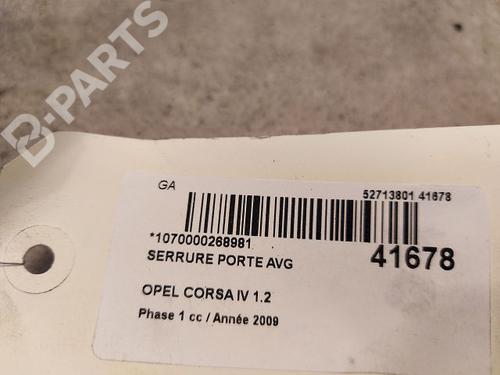 B-PARTS
GA
52713801 41678
*1070000268981
41678
SERRURE PORTE AVG
OPEL CORSA IV 1.2
Phase 1 cc / Année 2009